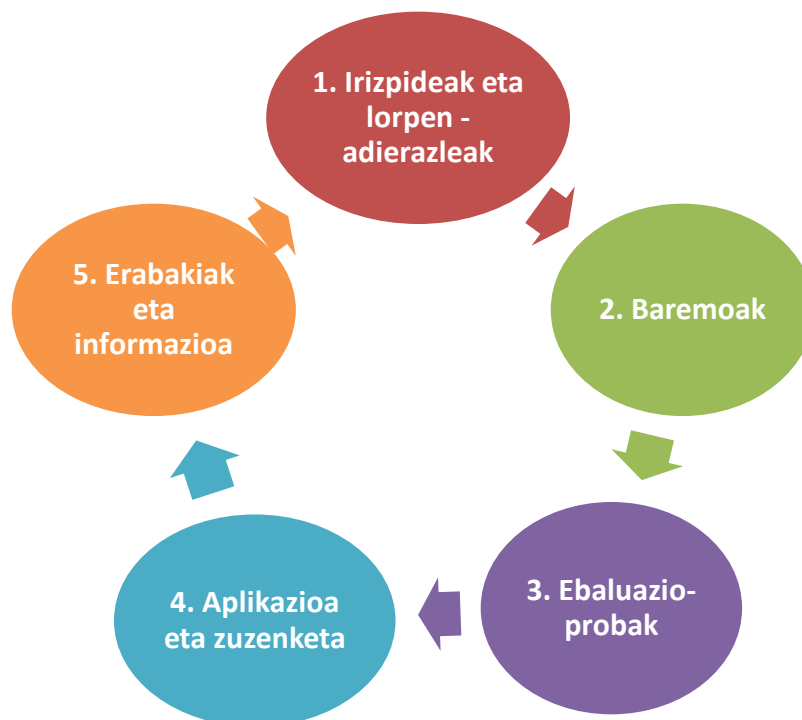 1. Irizpideak eta
lorpen -
adierazleak
2. Baremoak
3. Ebaluazio-
probak
4. Aplikazioa
eta zuzenketa
5. Erabakiak
eta
informazioa